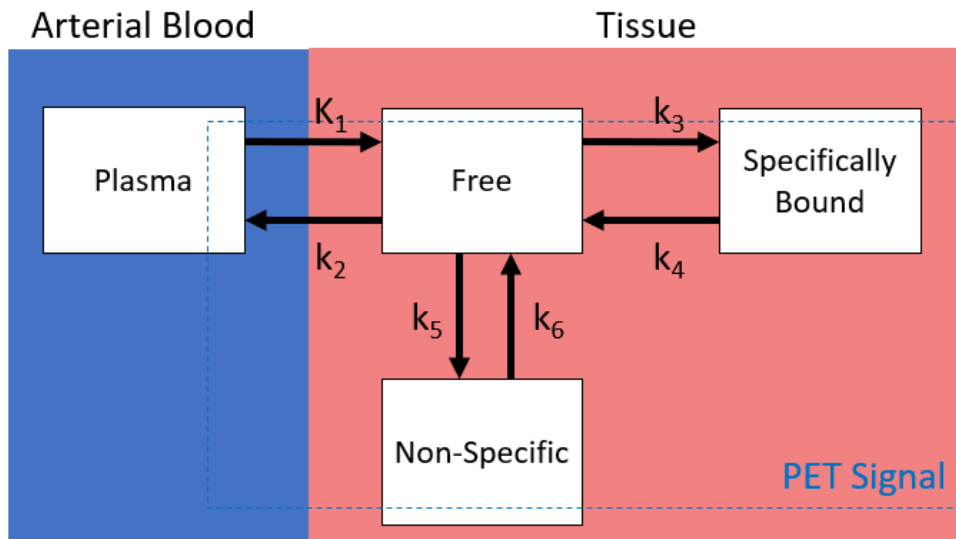 Arterial Blood
Tissue
K₁
k₃
Plasma
Free
Specifically
Bound
k₂
k₄
k₅
k₆
Non-Specific
PET Signal